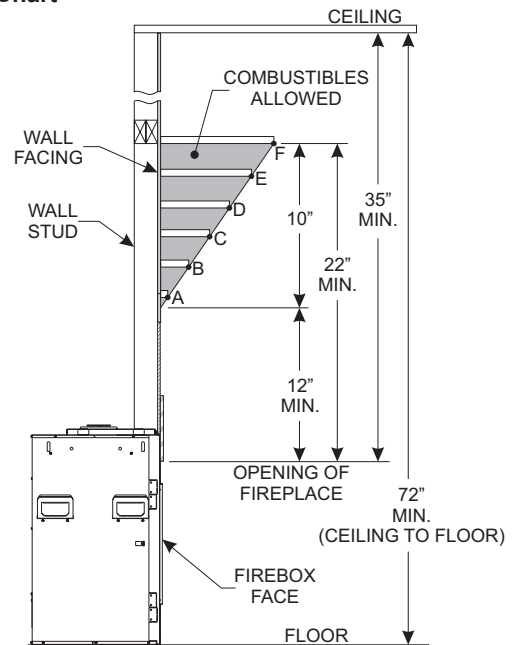 CEILING
COMBUSTIBLES
ALLOWED
WALL
FACING
F
E
WALL
STUD
D
C
B
A
10”
35”
MIN.
22”
MIN.
12”
MIN.
OPENING OF
FIREPLACE
72”
MIN.
(CEILING TO FLOOR)
FIREBOX
FACE
FLOOR